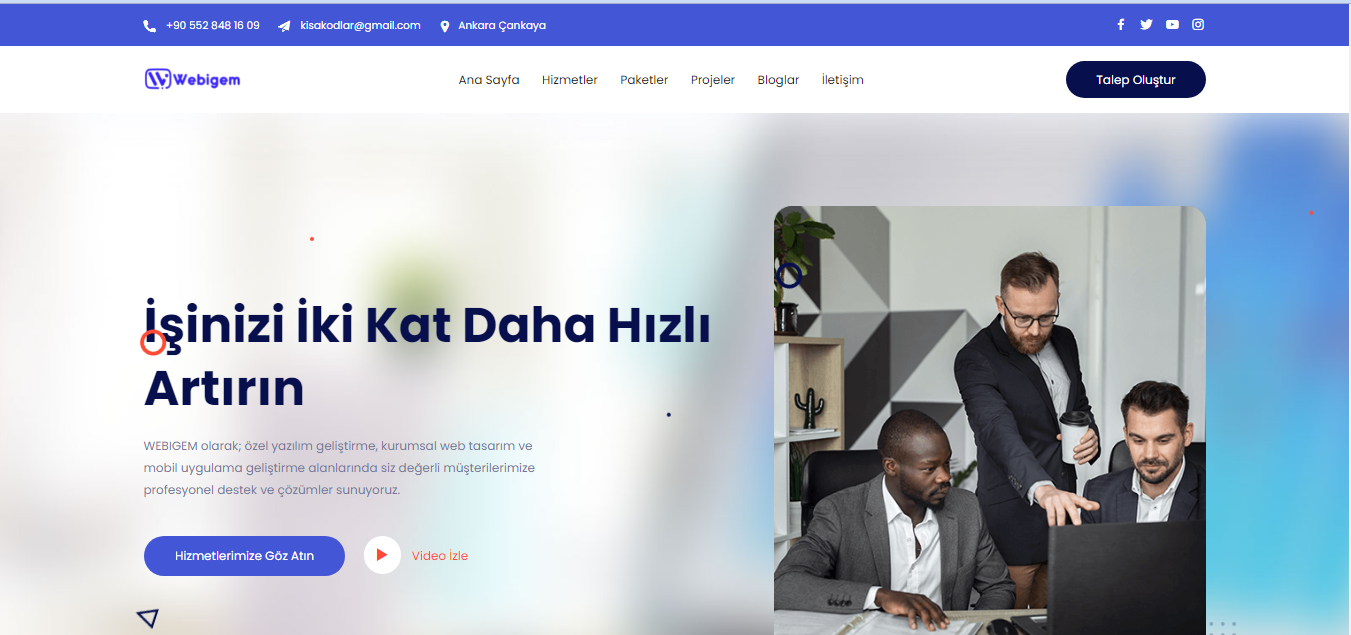 +90 552 848 16 09 kisakodlar@gmail.com Ankara Çankaya
Webigem
Ana Sayfa Hizmetler Paketler Projeler Bloglar İletişim
Talep Oluştur
İşinizi İki Kat Daha Hızlı
Artırın
WEBIGEM olarak; özel yazılım geliştirme, kurumsal web tasarım ve
mobil uygulama geliştirme alanlarında siz değerli müşterilerimize
profesyonel destek ve çözümler sunuyoruz.
Hizmetlerimize Göz Atın
Video İzle